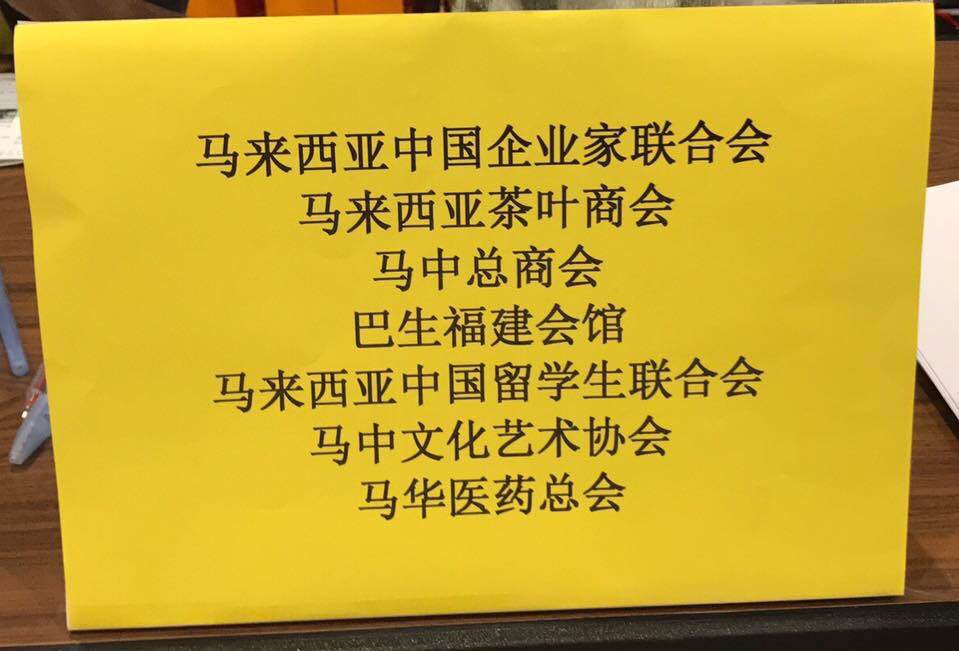 马来西亚中国企业家联合会
马来西亚茶叶商会
马中总商会
巴生福建会馆
马来西亚中国留学生联合会
马中文化艺术协会
马华医药总会